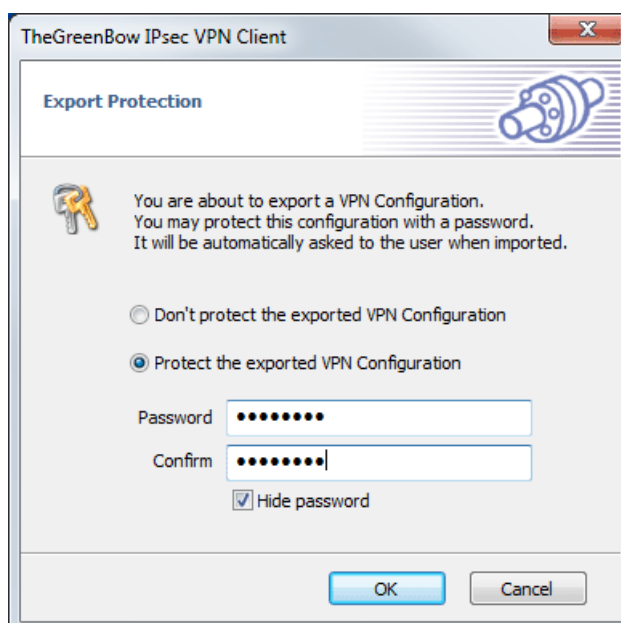 TheGreenBow IPsec VPN Client
Export Protection
You are about to export a VPN Configuration.
You may protect this configuration with a password.
It will be automatically asked to the user when imported.
Don't protect the exported VPN Configuration
Protect the exported VPN Configuration
Password ••••••••
Confirm ••••••••
Hide password
OK Cancel